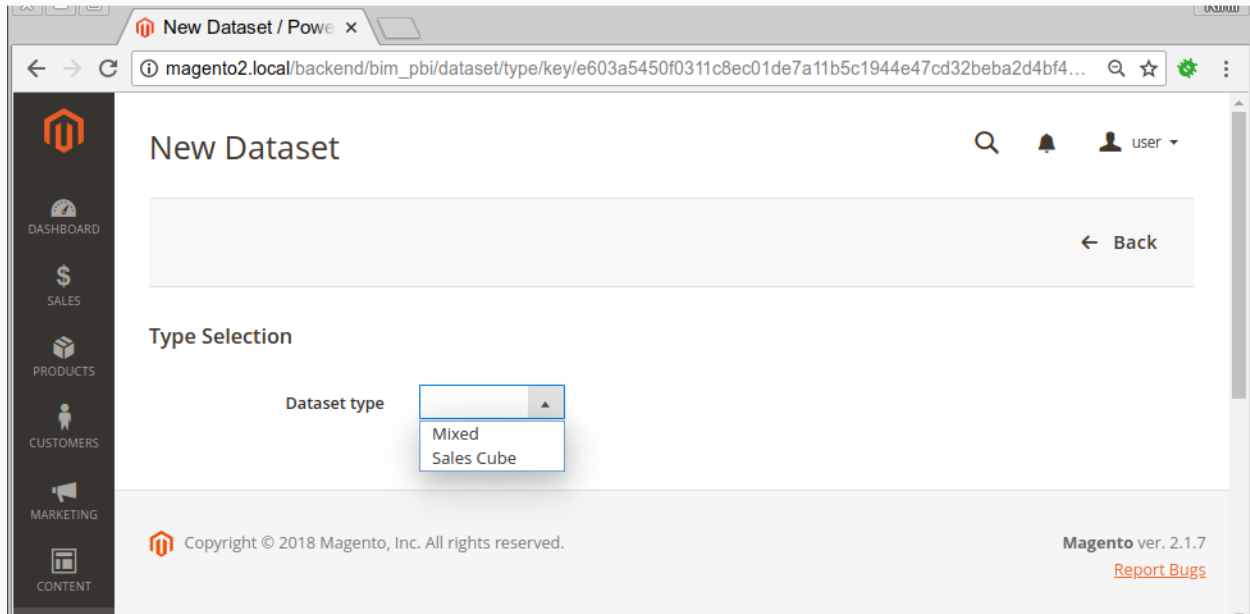 New Dataset / Powe
magento2.local/backend/bim_pbi/dataset/type/key/e603a5450f0311c8ec01de7a11b5c1944e47cd32beba2d4bf4...
New Dataset
user
DASHBOARD
Back
SALES
Type Selection
PRODUCTS
Dataset type
Mixed
CUSTOMERS
Sales Cube
MARKETING
Copyright © 2018 Magento, Inc. All rights reserved.
Magento ver. 2.1.7
Report Bugs
CONTENT